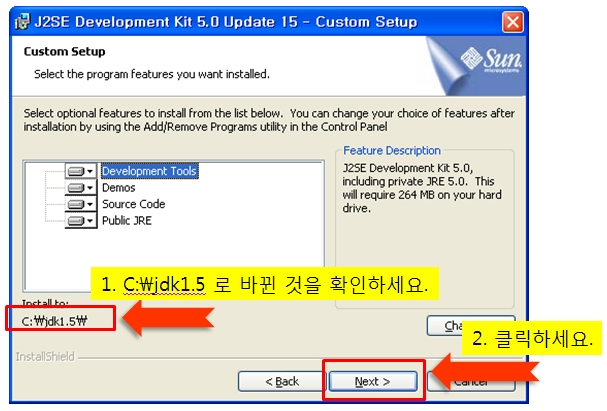 J2SE Development Kit 5.0 Update 15 - Custom Setup
Custom Setup
Select the program features you want installed.
Sun
microsystems
Select optional features to install from the list below. You can change your choice of features after
installation by using the Add/Remove Programs utility in the Control Panel
Development Tools
Demos
Source Code
Public JRE
Feature Description
J2SE Development Kit 5.0,
including private JRE 5.0. This
will require 264 MB on your hard
drive.
1. C:₩jdk1.5 로 바뀐 것을 확인하세요.
Install to:
C:₩jdk1.5₩
2. 클릭하세요.
InstallShield
< Back
Next >
Cancel